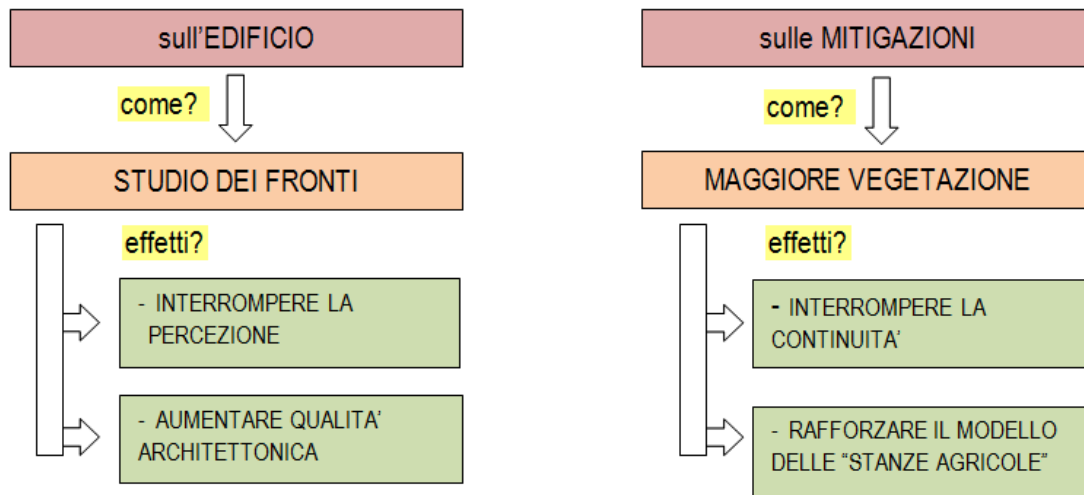 sull'EDIFICIO
come?
STUDIO DEI FRONTI
effetti?
- INTERROMPERE LA
PERCEZIONE
- AUMENTARE QUALITA'
ARCHITETTONICA
sulle MITIGAZIONI
come?
MAGGIORE VEGETAZIONE
effetti?
- INTERROMPERE LA
CONTINUITA'
- RAFFORZARE IL MODELLO
DELLE "STANZE AGRICOLE"